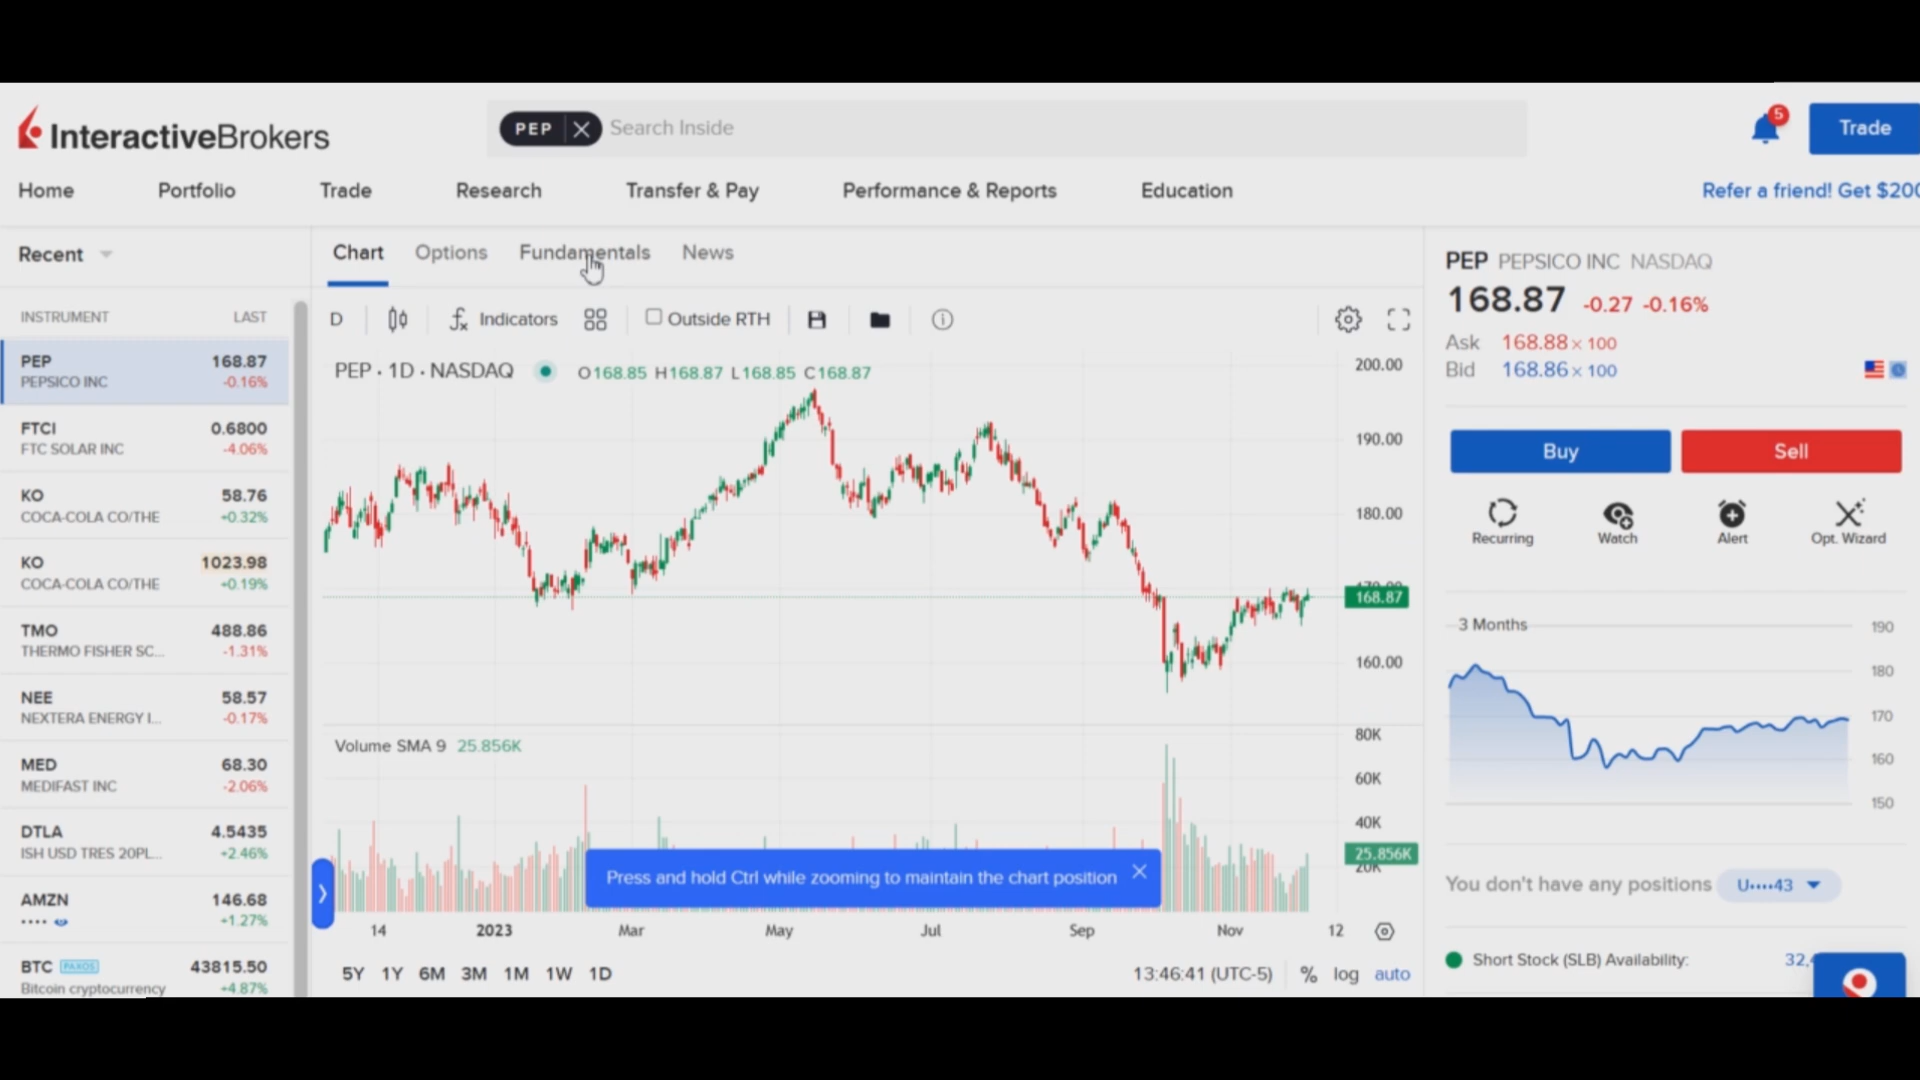 InteractiveBrokers
PEP
Search Inside
5
Trade
Home Portfolio Trade Research Transfer & Pay Performance & Reports Education
Refer a friend! Get $200
Recent
Chart Options Fundamentals News
INSTRUMENT LAST
PEP 168.87
PEPSICO INC -0.16%
FTCI 0.6800
FTC SOLAR INC -4.06%
KO 58.76
COCA-COLA CO/THE +0.32%
KO 1023.98
COCA-COLA CO/THE +0.19%
TMO 488.86
THERMO FISHER SC... -1.31%
NEE 58.57
NEXTERA ENERGY I... -0.17%
MED 68.30
MEDIFAST INC -2.06%
DTLA 4.5435
ISH USD TRES 20PL... +2.46%
AMZN 146.68
•••• +1.27%
BTC PAXOS 43815.50
Bitcoin cryptocurrency +4.87%
D Indicators Outside RTH
PEP · 1D · NASDAQ O168.85 H168.87 L168.85 C168.87
200.00
190.00
180.00
170.00
168.87
160.00
Volume SMA 9 25.856K
80K
60K
40K
25.856K
20K
Press and hold Ctrl while zooming to maintain the chart position
14 2023 Mar May Jul Sep Nov 12
5Y 1Y 6M 3M 1M 1W 1D
13:46:41 (UTC-5) % log auto
PEP PEPSICO INC NASDAQ
168.87 -0.27 -0.16%
Ask 168.88 × 100
Bid 168.86 × 100
Buy Sell
Recurring Watch Alert Opt. Wizard
3 Months
190
180
170
160
150
You don't have any positions U••••43
Short Stock (SLB) Availability: 32,